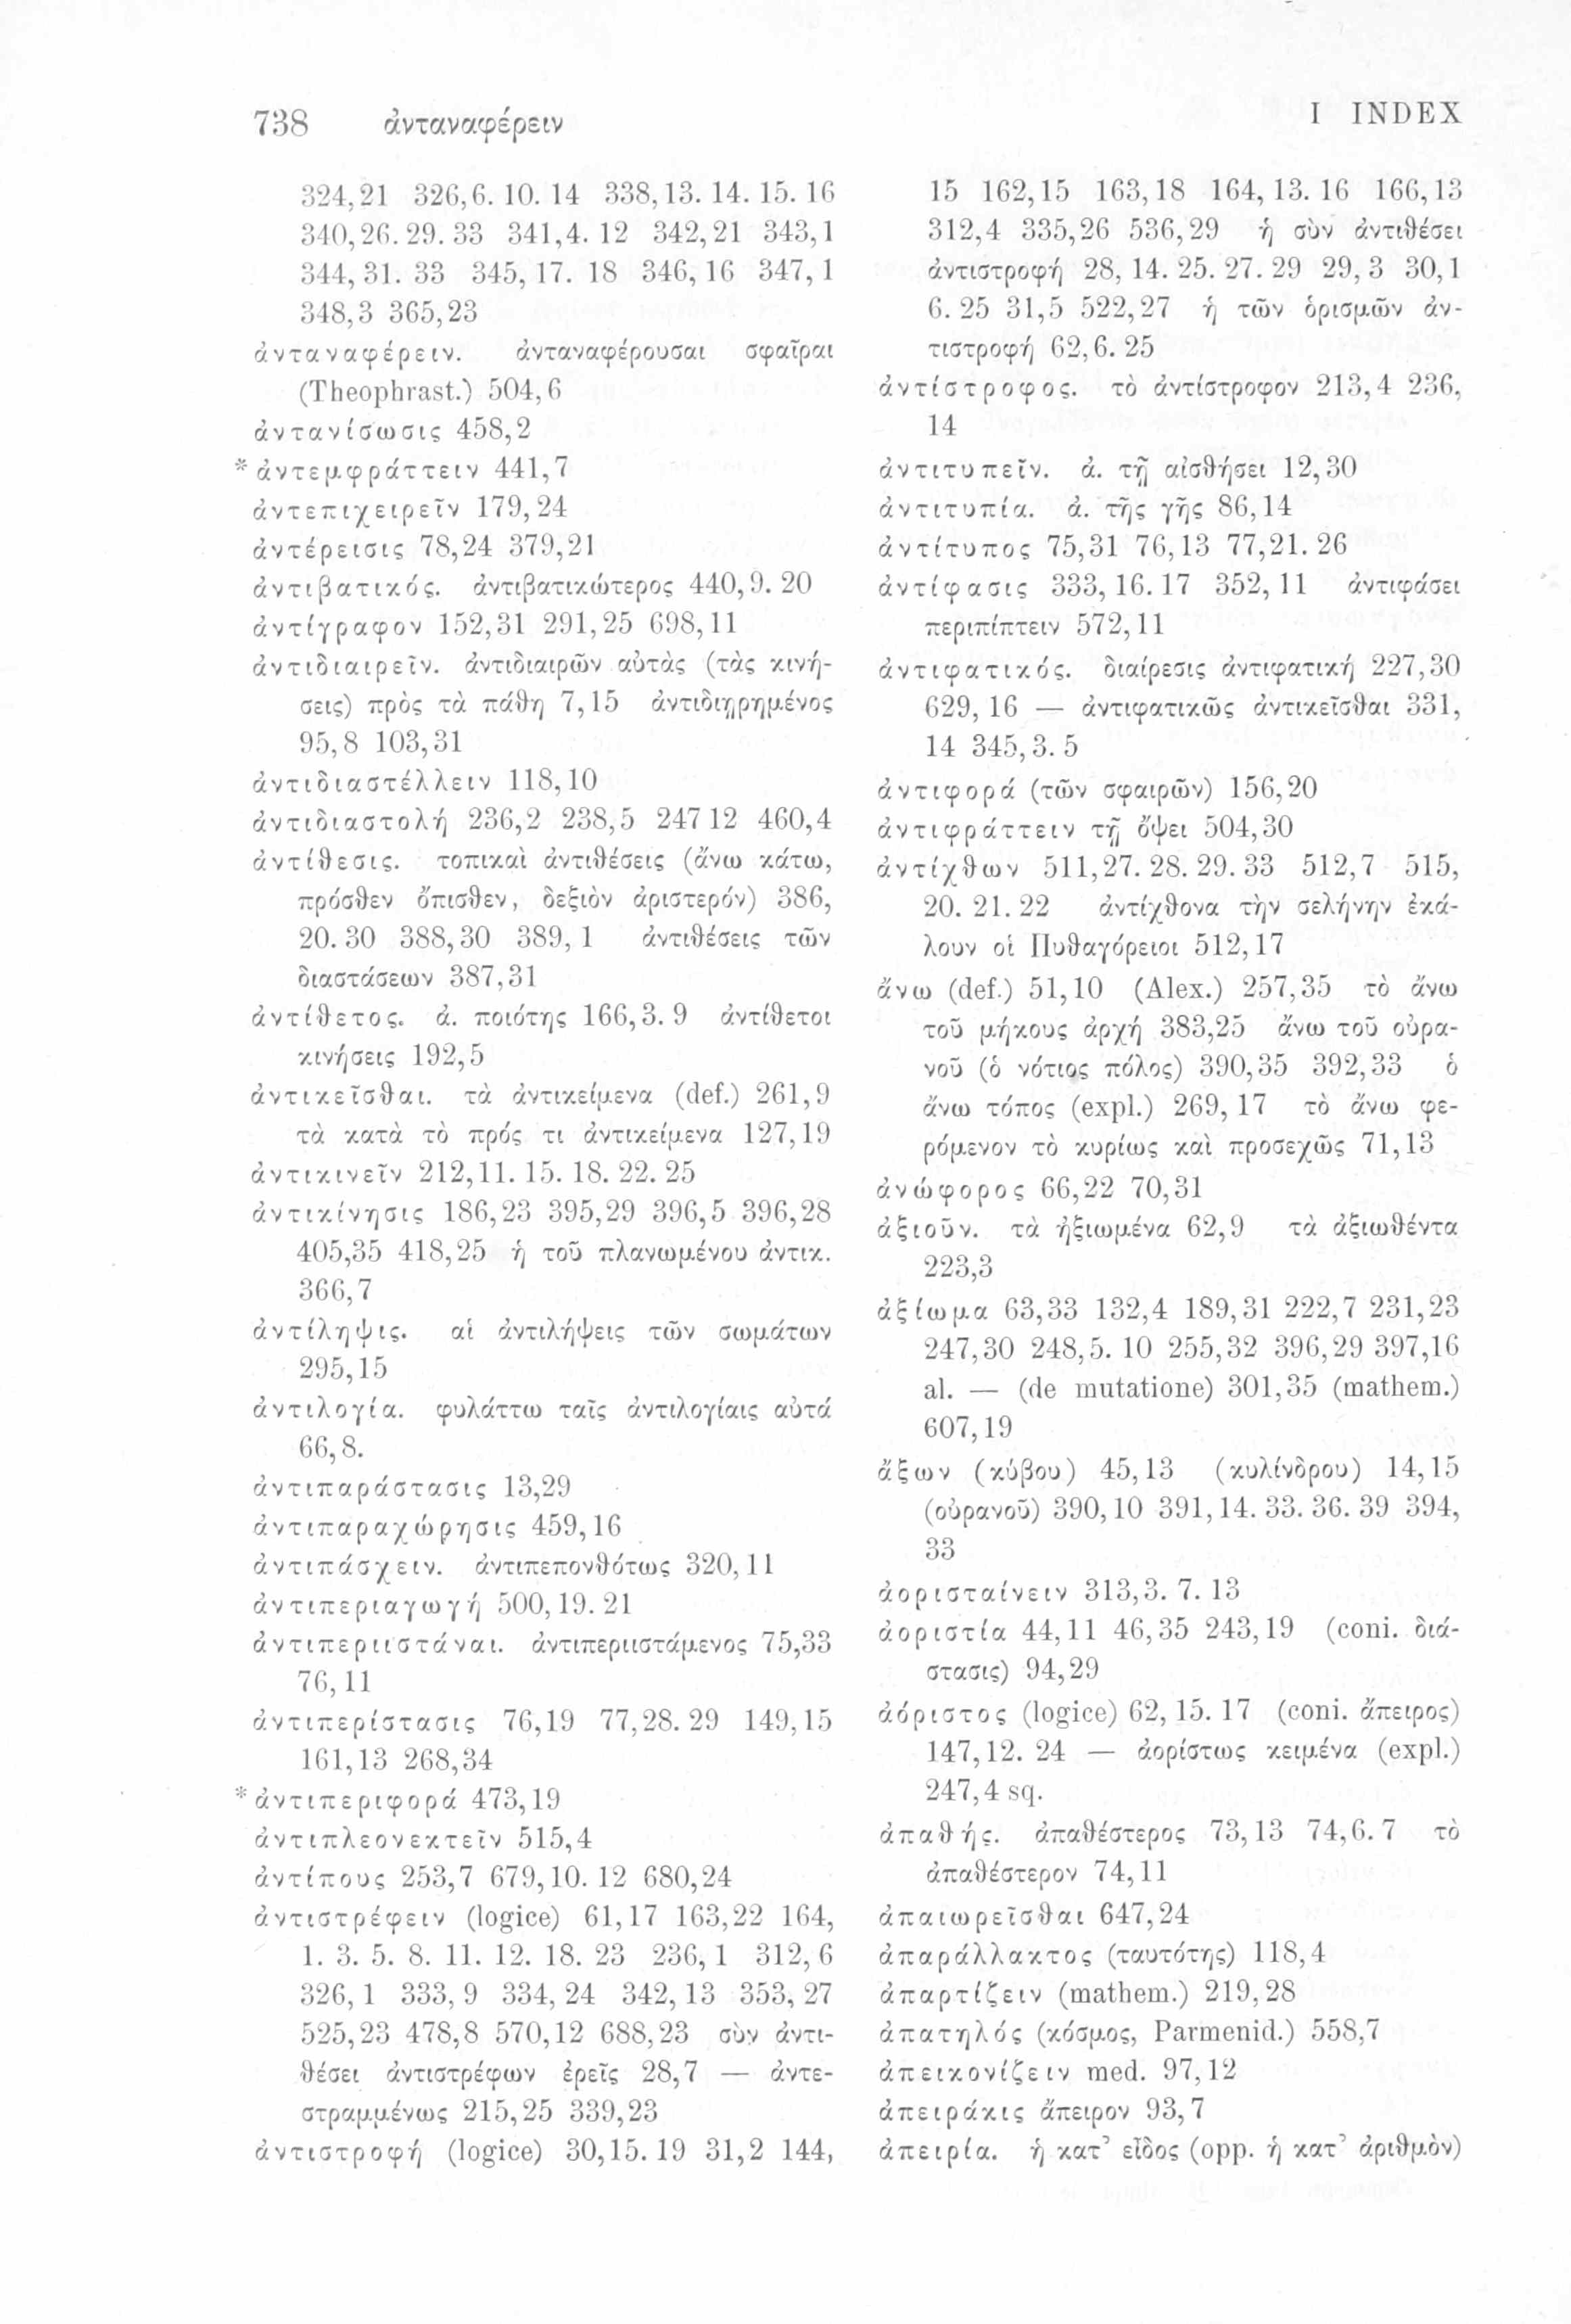 738 ἀνταναφέρειν
I INDEX
324,21 326,6. 10. 14 338,13. 14. 15. 16
340,26. 29. 33 341,4. 12 342,21 343,1
344, 31. 33 345, 17. 18 346, 16 347, 1
348,3 365,23
ἀνταναφέρειν. ἀνταναφέρουσαι σφαῖραι
(Theophrast.) 504,6
ἀντανίσωσις 458,2
*ἀντεμφράττειν 441,7
ἀντεπιχειρεῖν 179,24
ἀντέρεισις 78,24 379,21
ἀντιβατικός. ἀντιβατικώτερος 440,9. 20
ἀντίγραφον 152,31 291,25 698,11
ἀντιδιαιρεῖν. ἀντιδιαιρῶν αὐτὰς (τὰς κινή-
σεις) πρὸς τὰ πάθη 7,15 ἀντιδιῃρημένος
95,8 103,31
ἀντιδιαστέλλειν 118,10
ἀντιδιαστολή 236,2 238,5 247 12 460,4
ἀντίθεσις. τοπικαὶ ἀντιθέσεις (ἄνω κάτω,
πρόσθεν ὄπισθεν, δεξιὸν ἀριστερόν) 386,
20. 30 388,30 389, 1 ἀντιθέσεις τῶν
διαστάσεων 387,31
ἀντίθετος. ἀ. ποιότης 166,3. 9 ἀντίθετοι
κινήσεις 192,5
ἀντικεῖσθαι. τὰ ἀντικείμενα (def.) 261,9
τὰ κατὰ τὸ πρός τι ἀντικείμενα 127,19
ἀντικινεῖν 212,11. 15. 18. 22. 25
ἀντικίνησις 186,23 395,29 396,5 396,28
405,35 418,25 ἡ τοῦ πλανωμένου ἀντικ.
366,7
ἀντίληψις. αἱ ἀντιλήψεις τῶν σωμάτων
295,15
ἀντιλογία. φυλάττω ταῖς ἀντιλογίαις αὐτά
66,8.
ἀντιπαράστασις 13,29
ἀντιπαραχώρησις 459,16
ἀντιπάσχειν. ἀντιπεπονθότως 320,11
ἀντιπεριαγωγή 500,19. 21
ἀντιπεριιστάναι. ἀντιπεριιστάμενος 75,33
76,11
ἀντιπερίστασις 76,19 77,28. 29 149,15
161,13 268,34
*ἀντιπεριφορά 473,19
ἀντιπλεονεκτεῖν 515,4
ἀντίπους 253,7 679,10. 12 680,24
ἀντιστρέφειν (logice) 61,17 163,22 164,
1. 3. 5. 8. 11. 12. 18. 23 236, 1 312, 6
326, 1 333, 9 334, 24 342, 13 353, 27
525,23 478,8 570,12 688,23 σὺν ἀντι-
θέσει ἀντιστρέφων ἐρεῖς 28,7 — ἀντε-
στραμμένως 215,25 339,23
ἀντιστροφή (logice) 30,15. 19 31,2 144,
15 162,15 163,18 164, 13. 16 166,13
312,4 335,26 536,29 ἡ σὺν ἀντιθέσει
ἀντιστροφή 28, 14. 25. 27. 29 29, 3 30,1
6. 25 31,5 522,27 ἡ τῶν ὁρισμῶν ἀν-
τιστροφή 62,6. 25
ἀντίστροφος. τὸ ἀντίστροφον 213,4 236,
14
ἀντιτυπεῖν. ἀ. τῇ αἰσθήσει 12,30
ἀντιτυπία. ἀ. τῆς γῆς 86,14
ἀντίτυπος 75,31 76,13 77,21. 26
ἀντίφασις 333, 16. 17 352, 11 ἀντιφάσει
περιπίπτειν 572,11
ἀντιφατικός. διαίρεσις ἀντιφατική 227,30
629, 16 — ἀντιφατικῶς ἀντικεῖσθαι 331,
14 345,3. 5
ἀντιφορά (τῶν σφαιρῶν) 156,20
ἀντιφράττειν τῇ ὄψει 504,30
ἀντίχθων 511,27. 28. 29. 33 512,7 515,
20. 21. 22 ἀντίχθονα τὴν σελήνην ἐκά-
λουν οἱ Πυθαγόρειοι 512,17
ἄνω (def.) 51,10 (Alex.) 257,35 τὸ ἄνω
τοῦ μήκους ἀρχή 383,25 ἄνω τοῦ οὐρα-
νοῦ (ὁ νότιος πόλος) 390,35 392,33 ὁ
ἄνω τόπος (expl.) 269, 17 τὸ ἄνω φε-
ρόμενον τὸ κυρίως καὶ προσεχῶς 71,13
ἀνώφορος 66,22 70,31
ἀξιοῦν. τὰ ἠξιωμένα 62,9 τὰ ἀξιωθέντα
223,3
ἀξίωμα 63,33 132,4 189,31 222,7 231,23
247,30 248,5. 10 255,32 396,29 397,16
al. — (de mutatione) 301,35 (mathem.)
607,19
ἄξων (κύβου) 45,13 (κυλίνδρου) 14,15
(οὐρανοῦ) 390,10 391,14. 33. 36. 39 394,
33
ἀορισταίνειν 313,3. 7. 13
ἀοριστία 44,11 46,35 243,19 (coni. διά-
στασις) 94,29
ἀόριστος (logice) 62, 15. 17 (coni. ἄπειρος)
147,12. 24 — ἀορίστως κειμένα (expl.)
247,4 sq.
ἀπαθής. ἀπαθέστερος 73,13 74,6. 7 τὸ
ἀπαθέστερον 74,11
ἀπαιωρεῖσθαι 647,24
ἀπαράλλακτος (ταυτότης) 118,4
ἀπαρτίζειν (mathem.) 219,28
ἀπατηλός (κόσμος, Parmenid.) 558,7
ἀπεικονίζειν med. 97,12
ἀπειράκις ἄπειρον 93,7
ἀπειρία. ἡ κατ’ εἶδος (opp. ἡ κατ’ ἀριθμὸν)